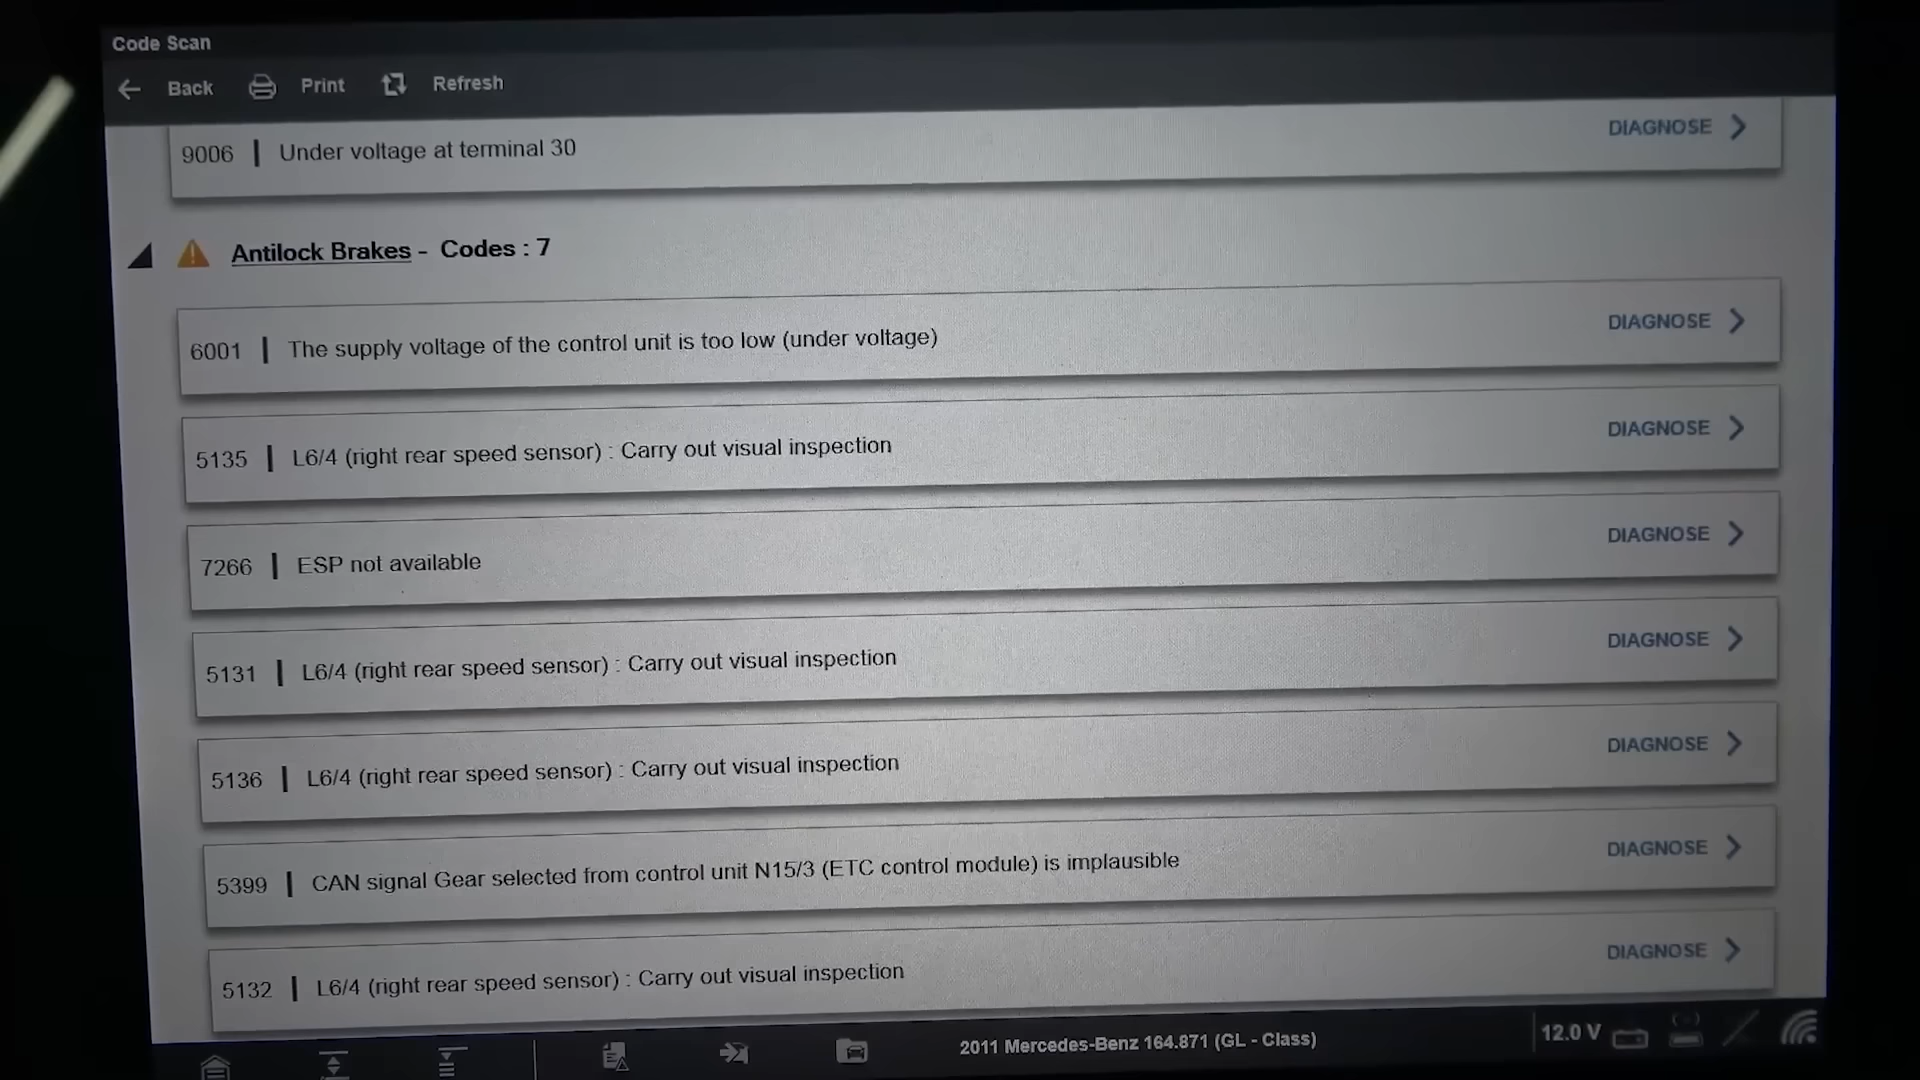 Code Scan
Back Print Refresh
9006 | Under voltage at terminal 30 DIAGNOSE
Antilock Brakes - Codes : 7
6001 | The supply voltage of the control unit is too low (under voltage) DIAGNOSE
5135 | L6/4 (right rear speed sensor) : Carry out visual inspection DIAGNOSE
7266 | ESP not available DIAGNOSE
5131 | L6/4 (right rear speed sensor) : Carry out visual inspection DIAGNOSE
5136 | L6/4 (right rear speed sensor) : Carry out visual inspection DIAGNOSE
5399 | CAN signal Gear selected from control unit N15/3 (ETC control module) is implausible DIAGNOSE
5132 | L6/4 (right rear speed sensor) : Carry out visual inspection DIAGNOSE
2011 Mercedes-Benz 164.871 (GL - Class) 12.0 V